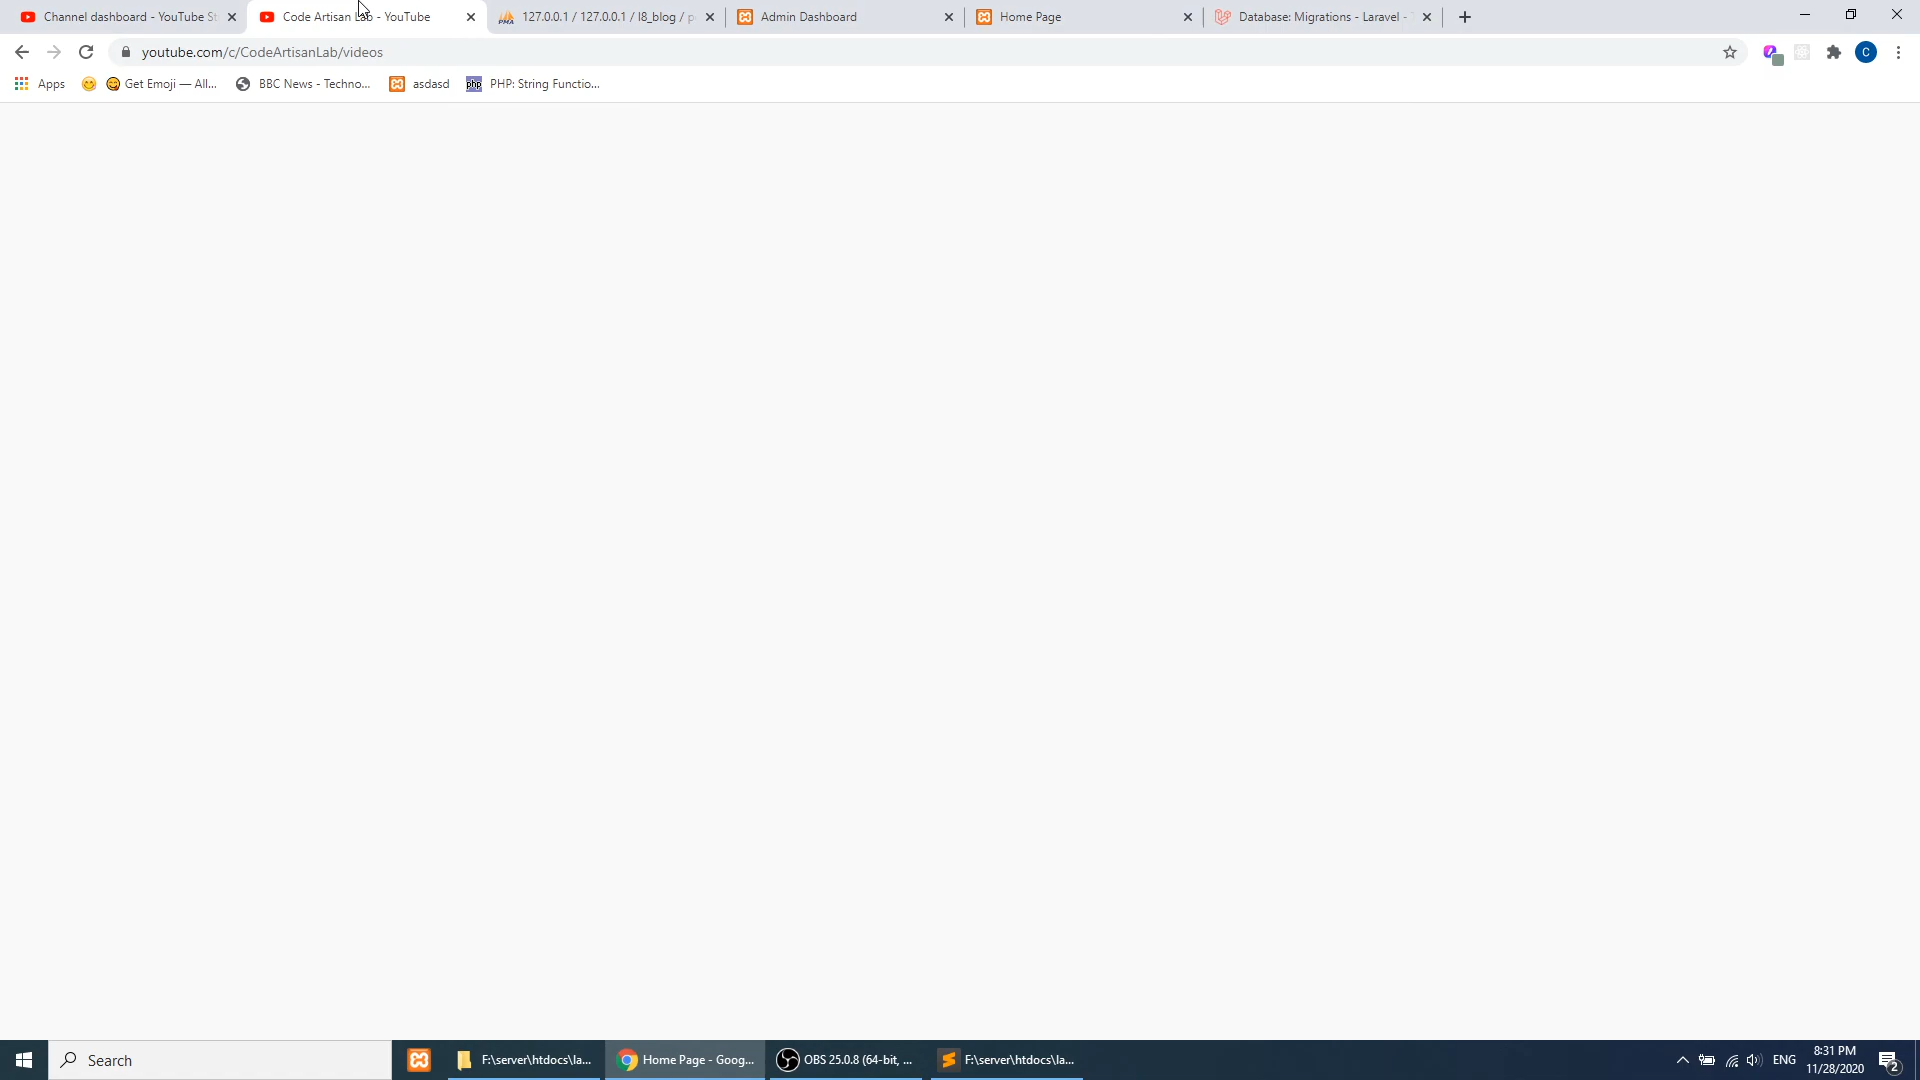 Channel dashboard - YouTube St
Code Artisan Lab - YouTube
127.0.0.1 / 127.0.0.1 / l8_blog / p
Admin Dashboard
Home Page
Database: Migrations - Laravel -
youtube.com/c/CodeArtisanLab/videos
C
Apps
Get Emoji — All...
BBC News - Techno...
asdasd
php
PHP: String Functio...
Search
F:\server\htdocs\la...
Home Page - Goog...
OBS 25.0.8 (64-bit, ...
F:\server\htdocs\la...
ENG
8:31 PM
11/28/2020
2